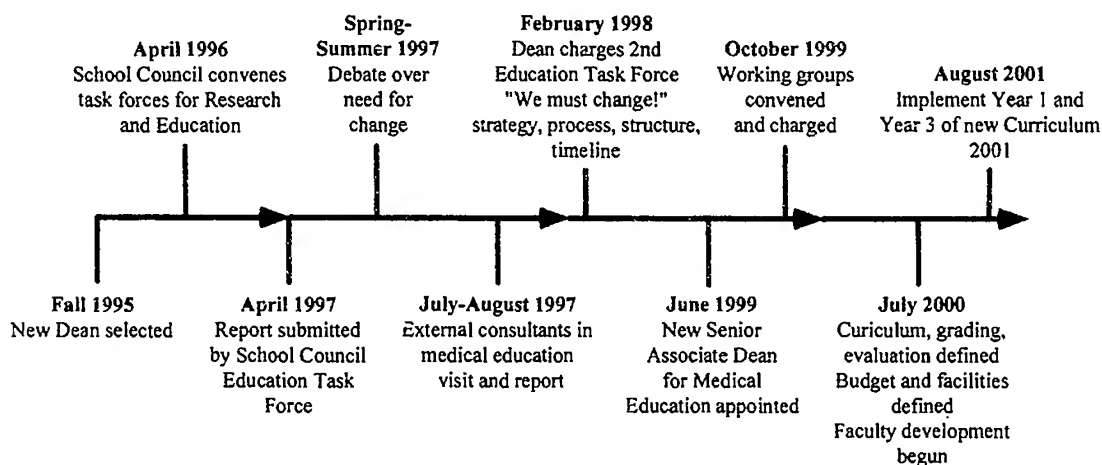 April 1996
School Council convenes
task forces for Research
and Education
Spring-
Summer 1997
Debate over
need for
change
February 1998
Dean charges 2nd
Education Task Force
"We must change!"
strategy, process, structure,
timeline
October 1999
Working groups
convened
and charged
August 2001
Implement Year 1 and
Year 3 of new Curriculum
2001
Fall 1995
New Dean selected
April 1997
Report submitted
by School Council
Education Task
Force
July-August 1997
External consultants in
medical education
visit and report
June 1999
New Senior
Associate Dean
for Medical
Education appointed
July 2000
Curiculum, grading,
evaluation defined
Budget and facilities
defined
Faculty development
begun